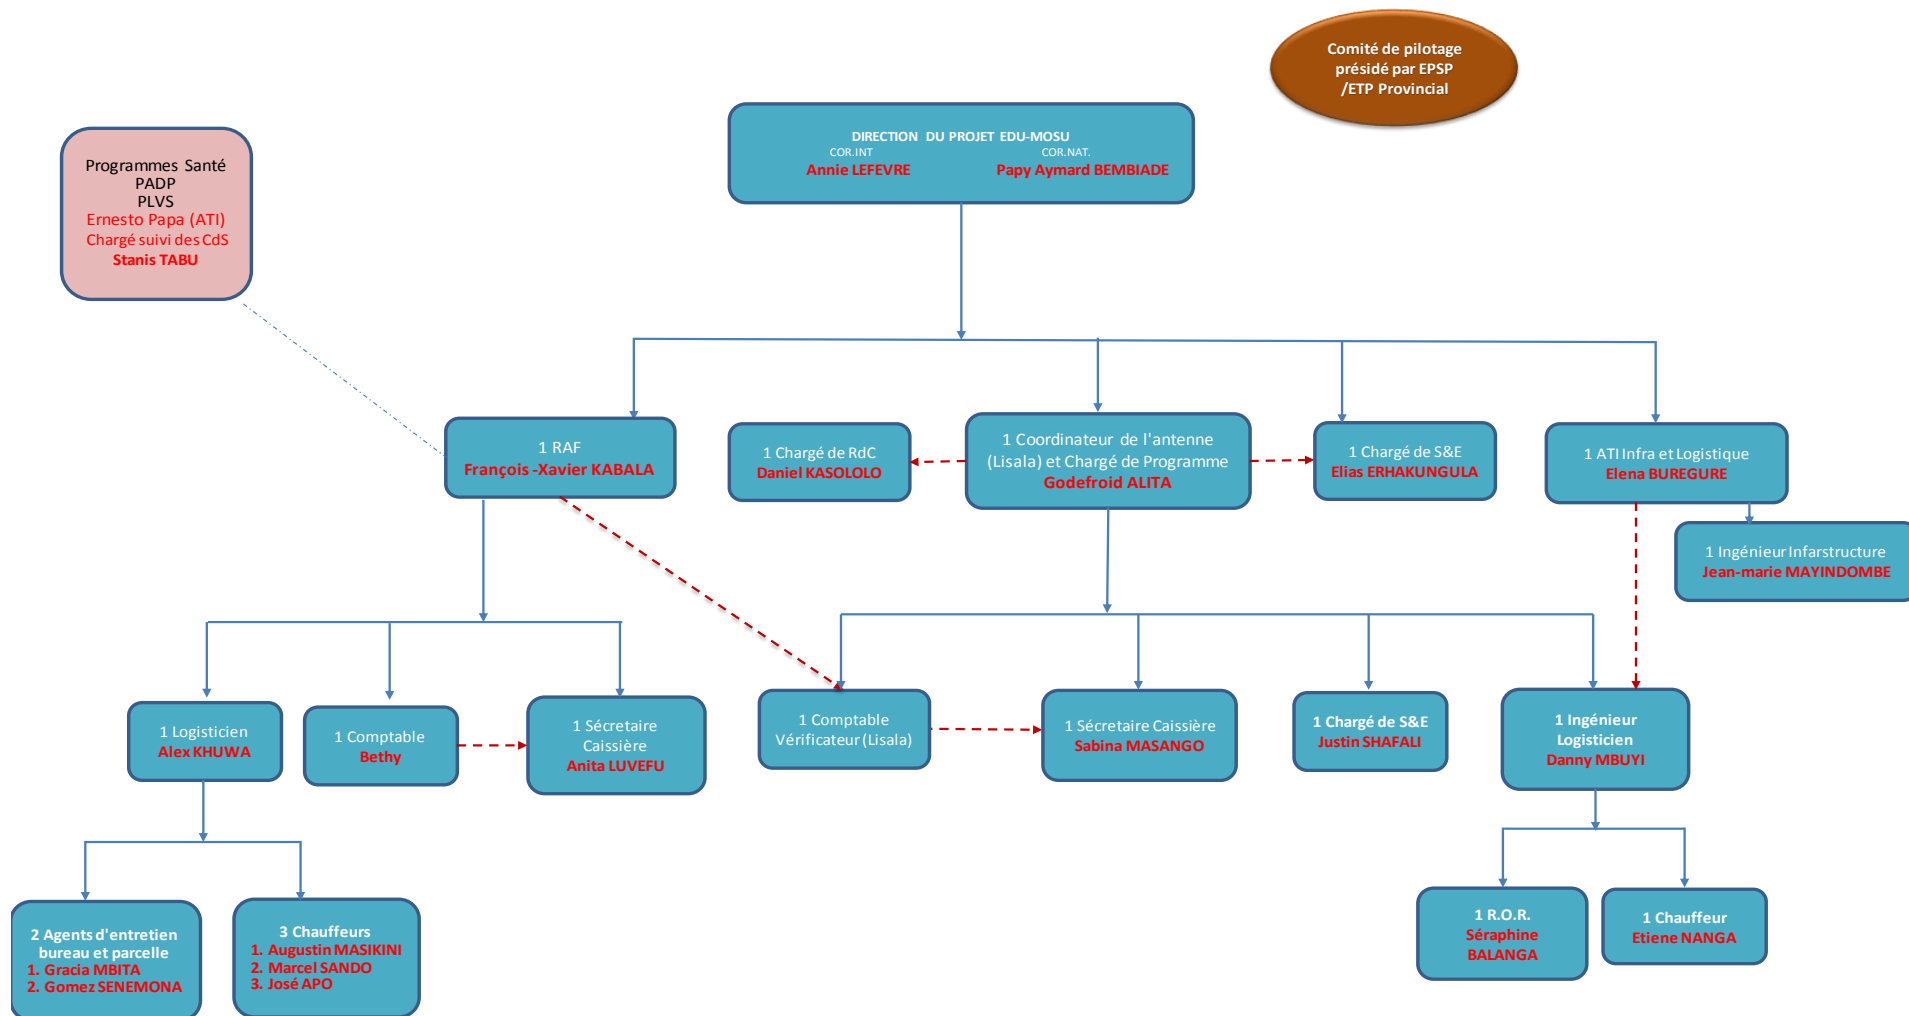 Comité de pilotage
présidé par EPSP
/ETP Provincial
DIRECTION DU PROJET EDU-MOSU
COR.INT COR.NAT.
Annie LEFEVRE Papy Aymard BEMBIADE
Programmes Santé
PADP
PLVS
Ernesto Papa (ATI)
Chargé suivi des CdS
Stanis TABU
1 RAF
François -Xavier KABALA
1 Chargé de RdC
Daniel KASOLOLO
1 Coordinateur de l'antenne
(Lisala) et Chargé de Programme
Godefroid ALITA
1 Chargé de S&E
Elias ERHAKUNGULA
1 ATI Infra et Logistique
Elena BUREGURE
1 Ingénieur Infarstructure
Jean-marie MAYINDOMBE
1 Logisticien
Alex KHUWA
1 Comptable
Bethy
1 Sécretaire
Caissière
Anita LUVEFU
1 Comptable
Vérificateur (Lisala)
1 Sécretaire Caissière
Sabina MASANGO
1 Chargé de S&E
Justin SHAFALI
1 Ingénieur
Logisticien
Danny MBUYI
2 Agents d'entretien
bureau et parcelle
1. Gracia MBITA
2. Gomez SENEMONA
3 Chauffeurs
1. Augustin MASIKINI
2. Marcel SANDO
3. José APO
1 R.O.R.
Séraphine
BALANGA
1 Chauffeur
Etiene NANGA